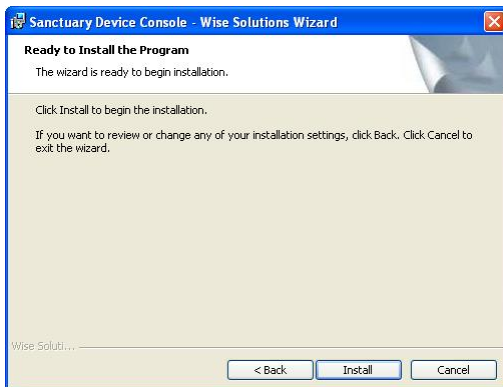 Sanctuary Device Console - Wise Solutions Wizard
Ready to Install the Program
The wizard is ready to begin installation.
Click Install to begin the installation.
If you want to review or change any of your installation settings, click Back. Click Cancel to
exit the wizard.
Wise Soluti...
< Back Install Cancel